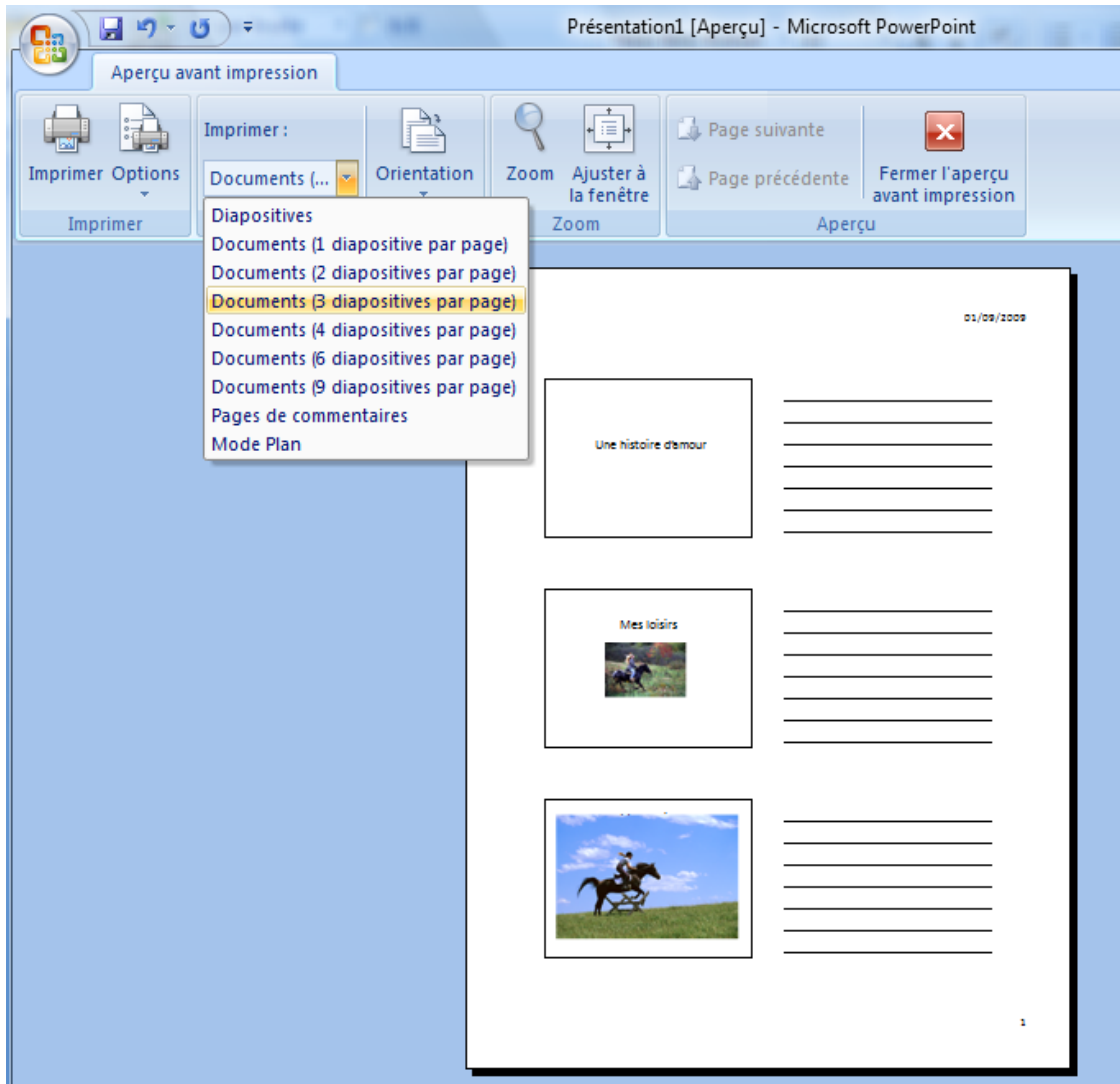 Présentation1 [Aperçu] - Microsoft PowerPoint
Aperçu avant impression
Imprimer
Options
Imprimer
Imprimer :
Documents (...
Orientation
Zoom
Ajuster à
la fenêtre
Zoom
Page suivante
Page précédente
Fermer l'aperçu
avant impression
Aperçu
Diapositives
Documents (1 diapositive par page)
Documents (2 diapositives par page)
Documents (3 diapositives par page)
Documents (4 diapositives par page)
Documents (6 diapositives par page)
Documents (9 diapositives par page)
Pages de commentaires
Mode Plan
01/09/2009
Une histoire d'amour
Mes loisirs
1